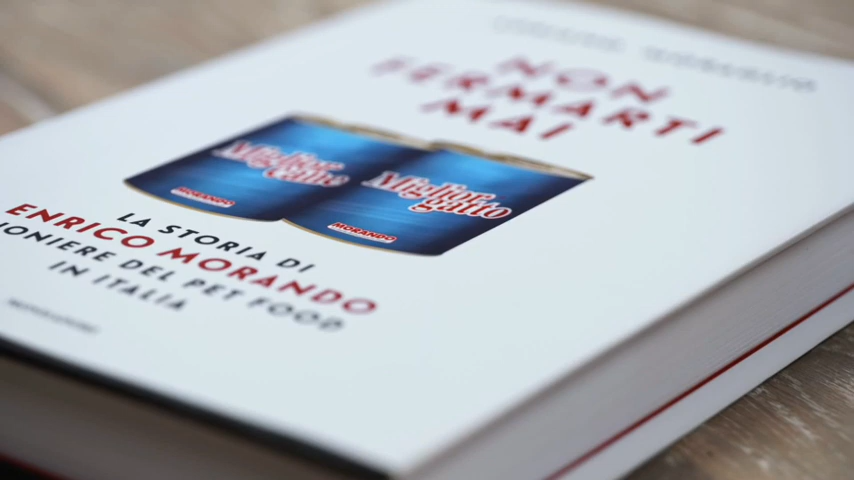 NON
FERMARTI
MAI
Miglior
cane
MORANDO
Miglior
gatto
MORANDO
LA STORIA DI
ENRICO MORANDO
IONIERE DEL PET FOOD
IN ITALIA